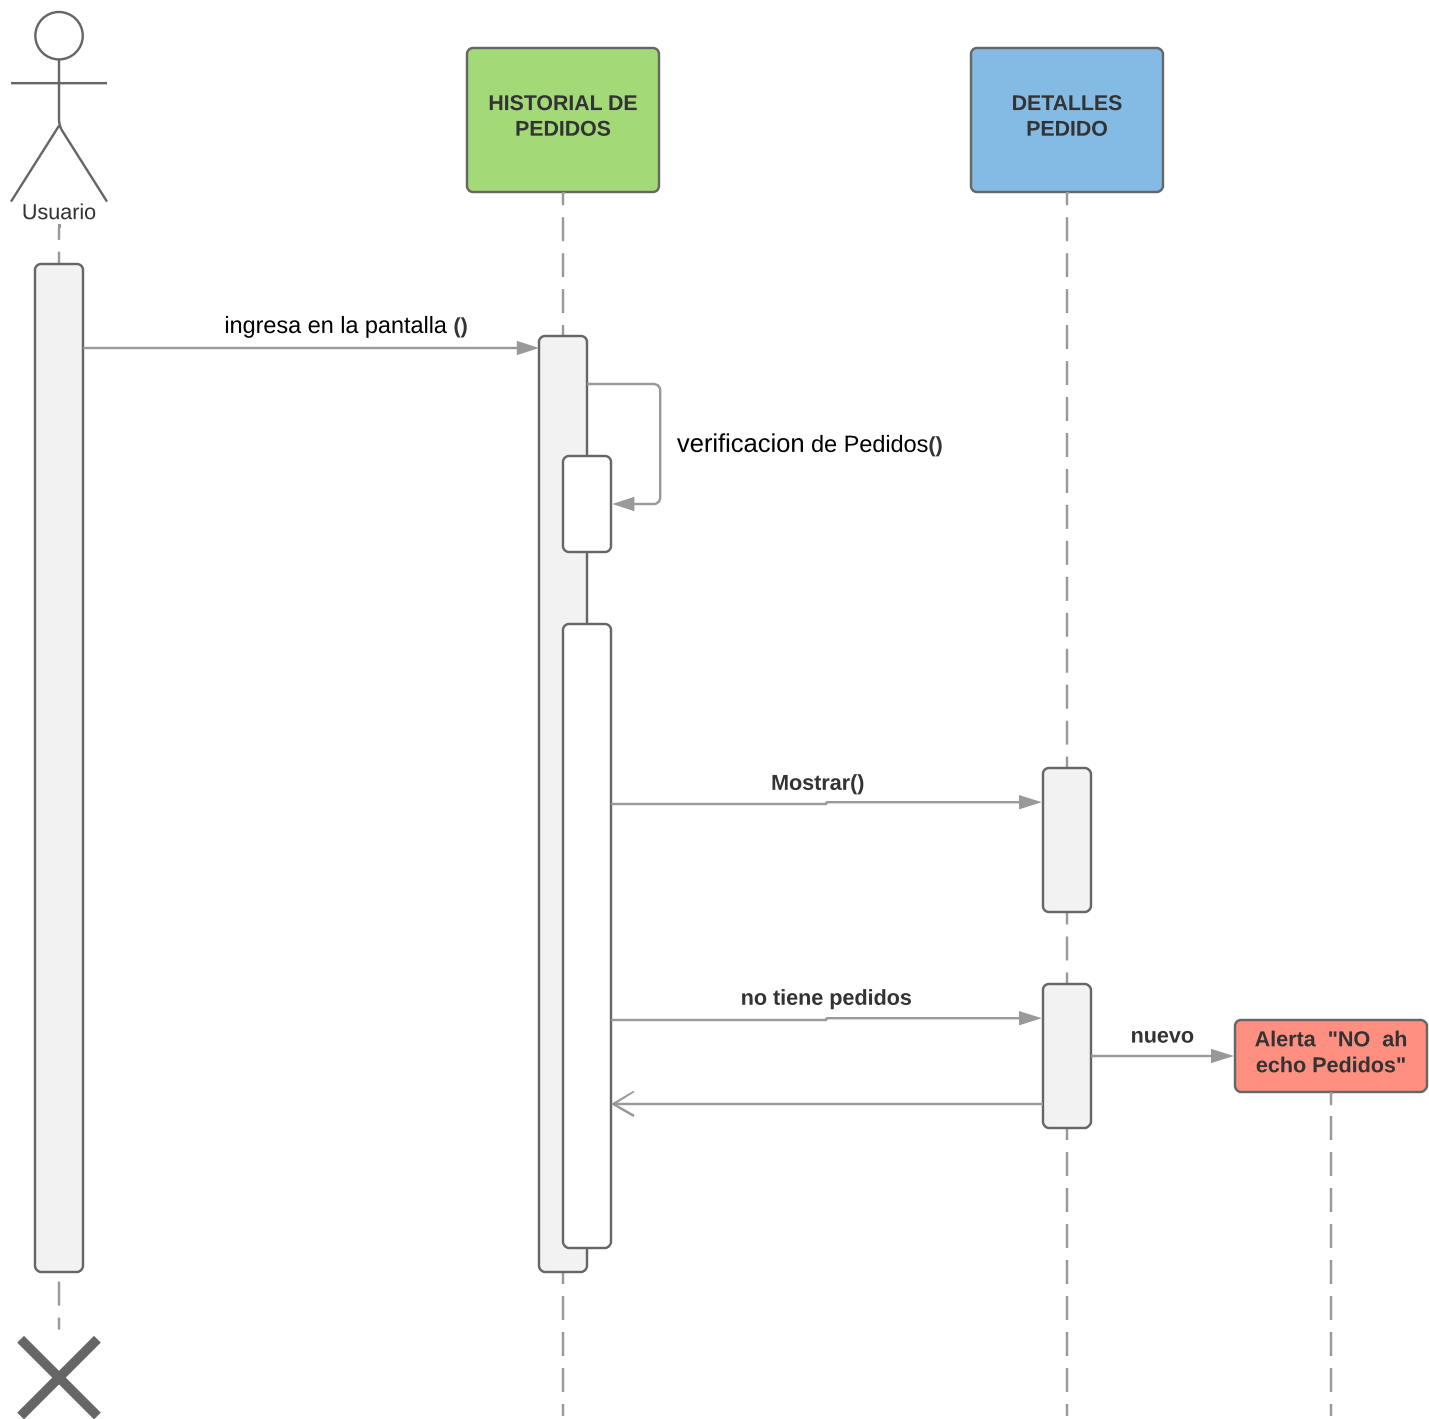 Usuario
HISTORIAL DE
PEDIDOS
DETALLES
PEDIDO
ingresa en la pantalla ()
verificacion de Pedidos()
Mostrar()
no tiene pedidos
nuevo
Alerta "NO ah
echo Pedidos"